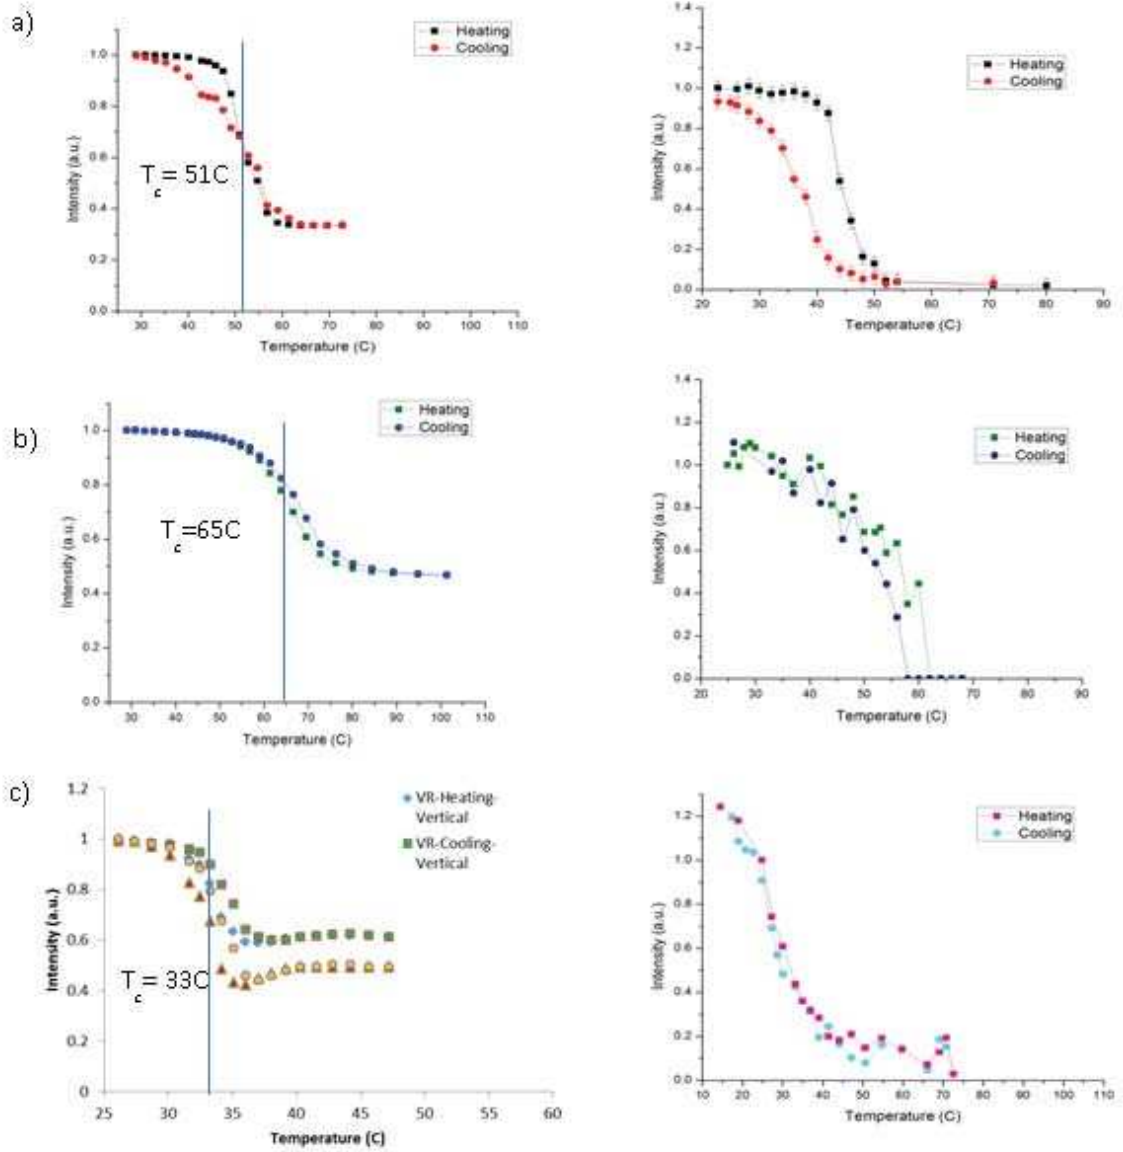 a)
Heating
Cooling
Intensity (a.u.)
1.0
0.8
0.6
0.4
0.2
0.0
T c = 51C
30 40 50 60 70 80 90 100 110
Temperature (C)
Heating
Cooling
Intensity (a.u.)
1.4
1.2
1.0
0.8
0.6
0.4
0.2
0.0
20 30 40 50 60 70 80 90
Temperature (C)
b)
Heating
Cooling
Intensity (a.u.)
1.0
0.8
0.6
0.4
0.2
0.0
T c =65C
30 40 50 60 70 80 90 100 110
Temperature (C)
Heating
Cooling
Intensity (a.u.)
1.4
1.2
1.0
0.8
0.6
0.4
0.2
0.0
20 30 40 50 60 70 80 90
Temperature (C)
c)
VR-Heating-
Vertical
VR-Cooling-
Vertical
Intensity (a.u.)
1.2
1
0.8
0.6
0.4
0.2
0
T c = 33C
25 30 35 40 45 50 55 60
Temperature (C)
Heating
Cooling
Intensity (a.u.)
1.2
1.0
0.8
0.6
0.4
0.2
0.0
10 20 30 40 50 60 70 80 90 100 110
Temperature (C)